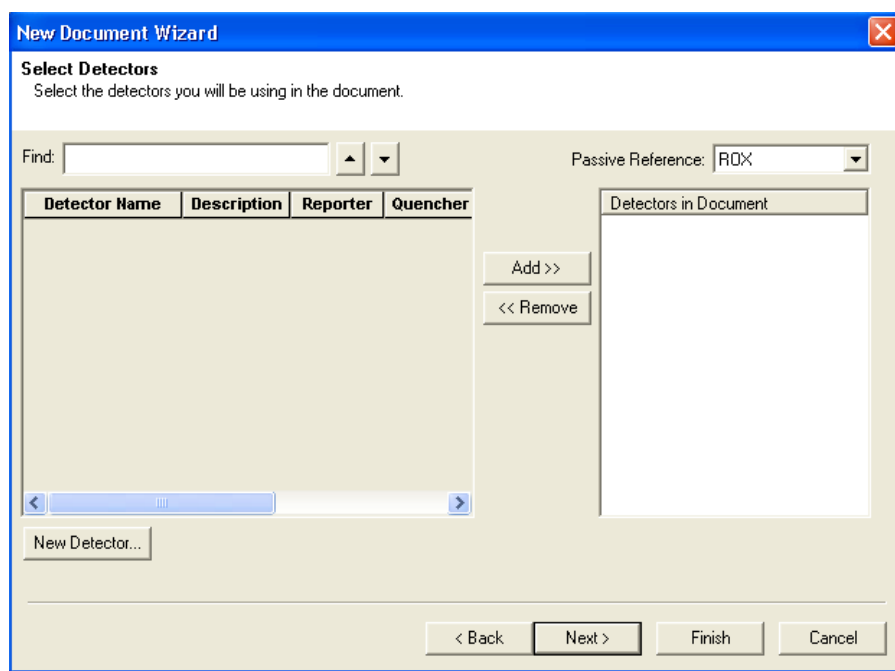 New Document Wizard
Select Detectors
Select the detectors you will be using in the document.
Find:
Passive Reference: ROX
Detector Name Description Reporter Quencher
Detectors in Document
Add >>
<< Remove
New Detector...
< Back Next > Finish Cancel